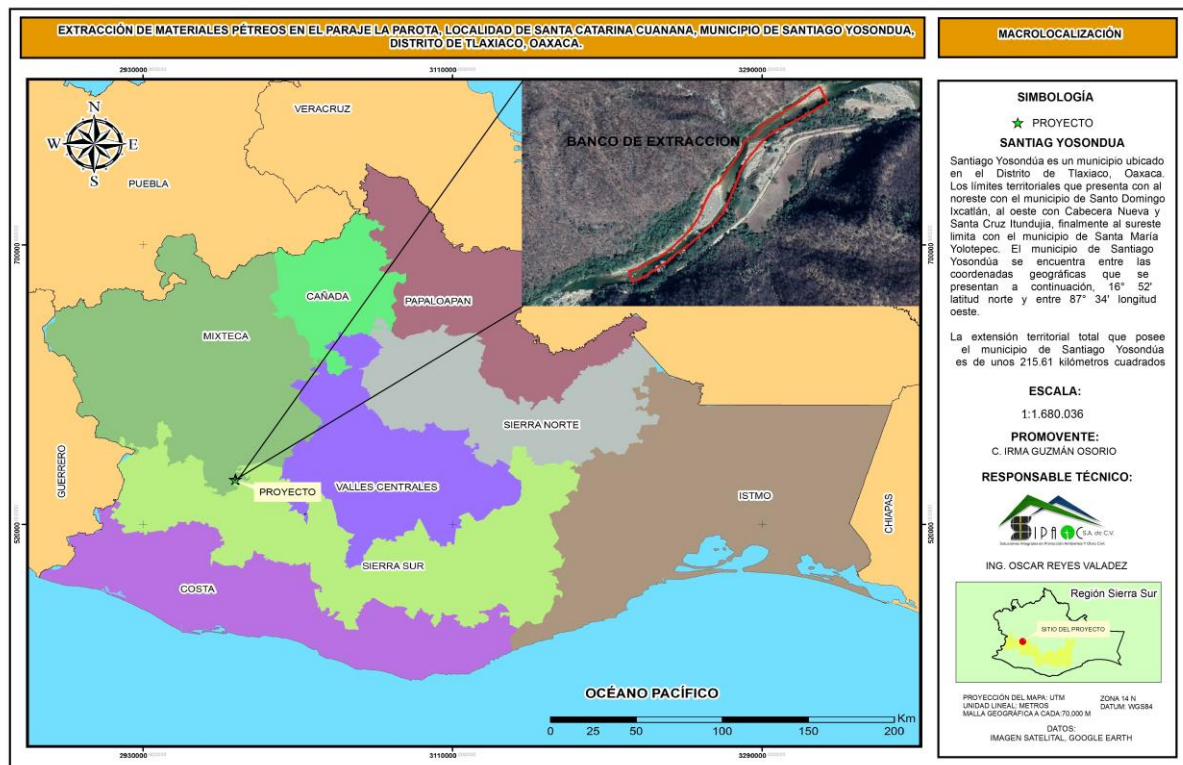 EXTRACCIÓN DE MATERIALES PÉTREOS EN EL PARAJE LA PAROTA, LOCALIDAD DE SANTA CATARINA CUANANA, MUNICIPIO DE SANTIAGO YOSONDUA,
DISTRITO DE TLAXIACO, OAXACA.
MACROLOCALIZACIÓN
2930000
3110000
3290000
N
W
E
S
VERACRUZ
PUEBLA
BANCO DE EXTRACCIÓN
700000
700000
CAÑADA
PAPALOAPAN
MIXTECA
SIERRA NORTE
GUERRERO
PROYECTO
VALLES CENTRALES
ISTMO
CHIAPAS
520000
520000
SIERRA SUR
COSTA
OCÉANO PACÍFICO
Km
0 25 50 100 150 200
2930000
3110000
3290000
SIMBOLOGÍA
PROYECTO
SANTIAG YOSONDUA
Santiago Yosondúa es un municipio ubicado
en el Distrito de Tlaxiaco, Oaxaca.
Los límites territoriales que presenta con al
noreste con el municipio de Santo Domingo
Ixcatlán, al oeste con Cabecera Nueva y
Santa Cruz Itundujia, finalmente al sureste
limita con el municipio de Santa María
Yolotepec. El municipio de Santiago
Yosondúa se encuentra entre las
coordenadas geográficas que se
presentan a continuación, 16° 52'
latitud norte y entre 87° 34' longitud
oeste.
La extensión territorial total que posee
el municipio de Santiago Yosondúa
es de unos 215.61 kilómetros cuadrados
ESCALA:
1:1.680.036
PROMOVENTE:
C. IRMA GUZMÁN OSORIO
RESPONSABLE TÉCNICO:
SIPAOC S.A. de C.V.
ING. OSCAR REYES VALADEZ
Región Sierra Sur
SITIO DEL PROYECTO
PROYECCIÓN DEL MAPA: UTM
UNIDAD LINEAL: METROS
MALLA GEOGRÁFICA A CADA:70,000 M
ZONA 14 N
DATUM: WGS84
DATOS:
IMAGEN SATELITAL, GOOGLE EARTH